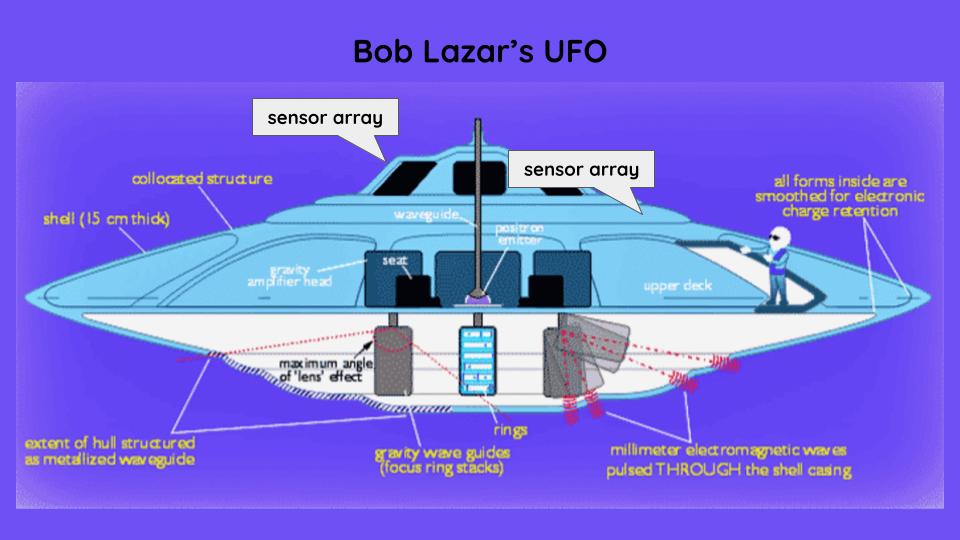 Bob Lazar's UFO
sensor array
sensor array
collocated structure
shell (15 cm thick)
all forms inside are
smoothed for electronic
charge retention
waveguide
positron
emitter
seat
gravity
amplifier head
upper deck
maximum angle
of 'lens' effect
rings
extent of hull structured
as metallized waveguide
gravity wave guides
(focus ring stacks)
millimeter electromagnetic waves
pulsed THROUGH the shell casing